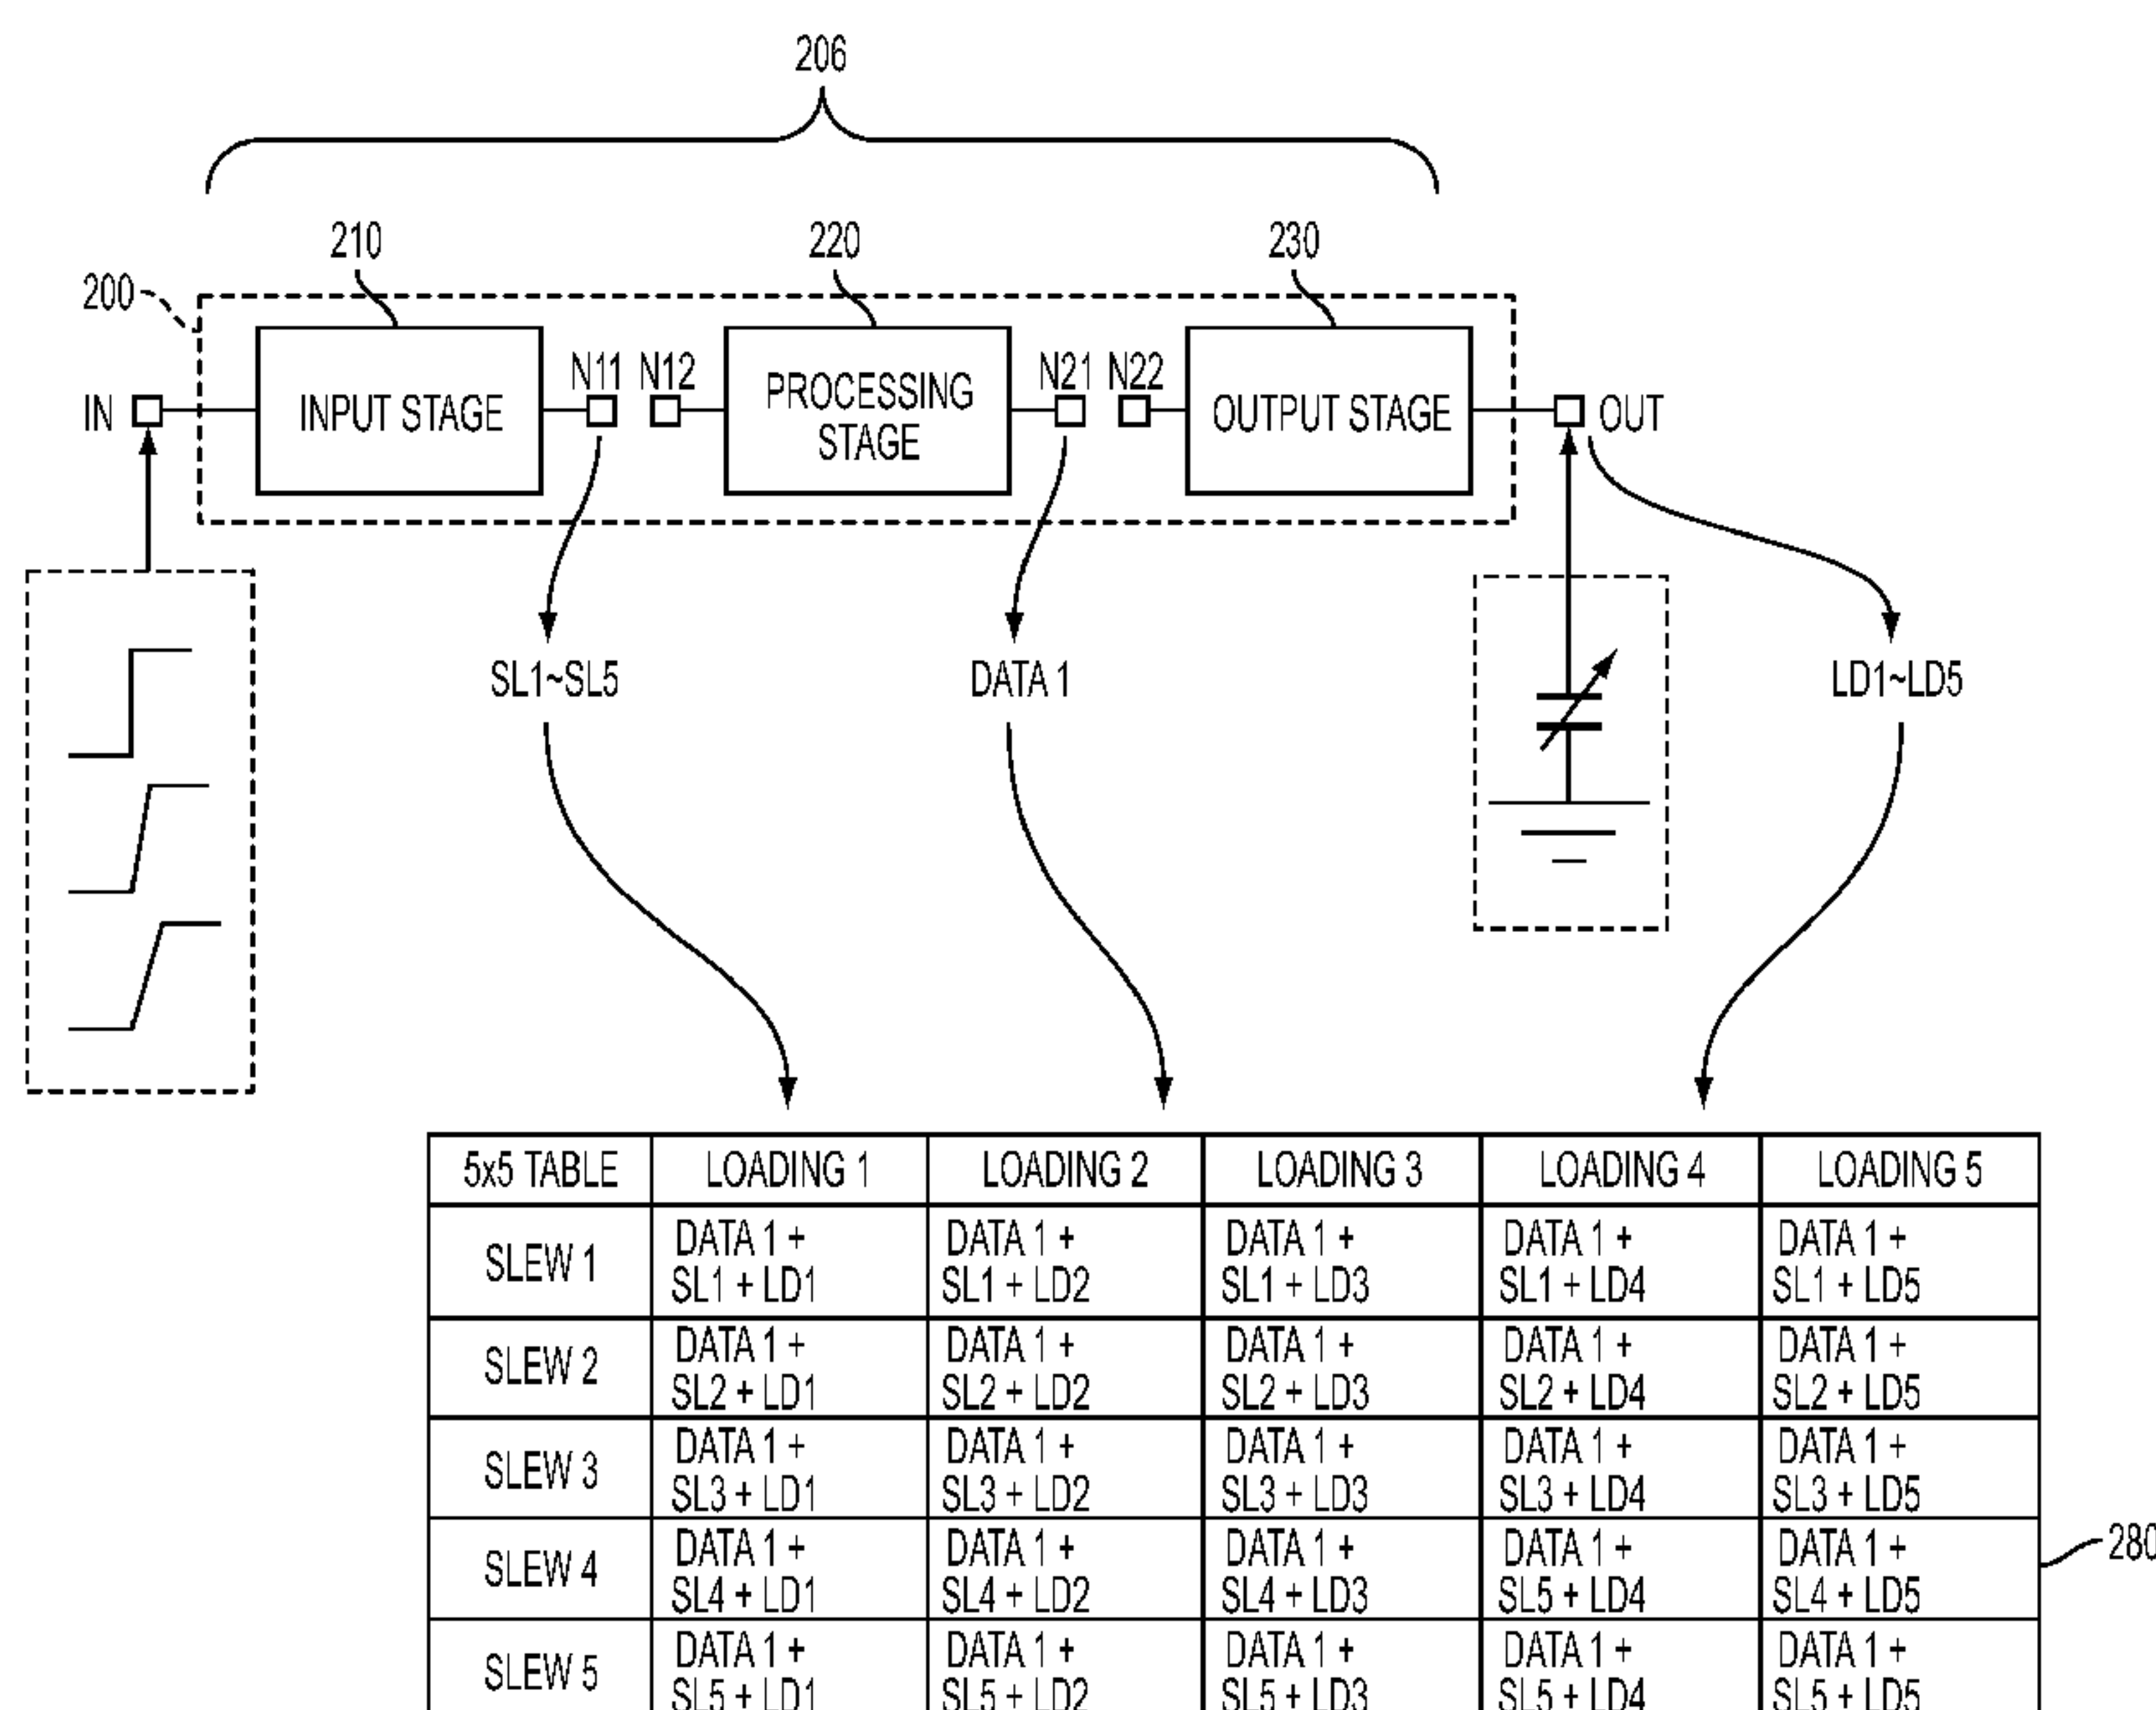 206
210
220
230
200
N11
N12
N21
N22
IN
INPUT STAGE
PROCESSING
STAGE
OUTPUT STAGE
OUT
SL1~SL5
DATA 1
LD1~LD5
5x5 TABLE
LOADING 1
LOADING 2
LOADING 3
LOADING 4
LOADING 5
SLEW 1
DATA 1 +
SL1 + LD1
DATA 1 +
SL1 + LD2
DATA 1 +
SL1 + LD3
DATA 1 +
SL1 + LD4
DATA 1 +
SL1 + LD5
SLEW 2
DATA 1 +
SL2 + LD1
DATA 1 +
SL2 + LD2
DATA 1 +
SL2 + LD3
DATA 1 +
SL2 + LD4
DATA 1 +
SL2 + LD5
SLEW 3
DATA 1 +
SL3 + LD1
DATA 1 +
SL3 + LD2
DATA 1 +
SL3 + LD3
DATA 1 +
SL3 + LD4
DATA 1 +
SL3 + LD5
SLEW 4
DATA 1 +
SL4 + LD1
DATA 1 +
SL4 + LD2
DATA 1 +
SL4 + LD3
DATA 1 +
SL5 + LD4
DATA 1 +
SL4 + LD5
280
SLEW 5
DATA 1 +
SL5 + LD1
DATA 1 +
SL5 + LD2
DATA 1 +
SL5 + LD3
DATA 1 +
SL5 + LD4
DATA 1 +
SL5 + LD5